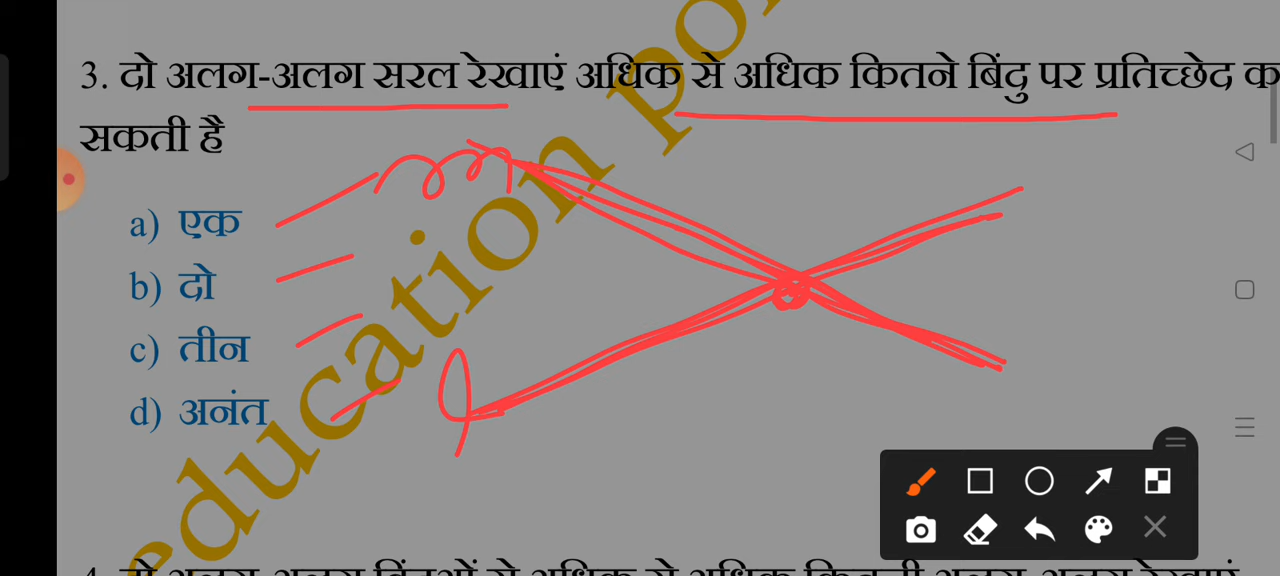 3. दो अलग-अलग सरल रेखाएं अधिक से अधिक कितने बिंदु पर प्रतिच्छेद क
सकती है
a) एक
b) दो
c) तीन
d) अनंत
education po